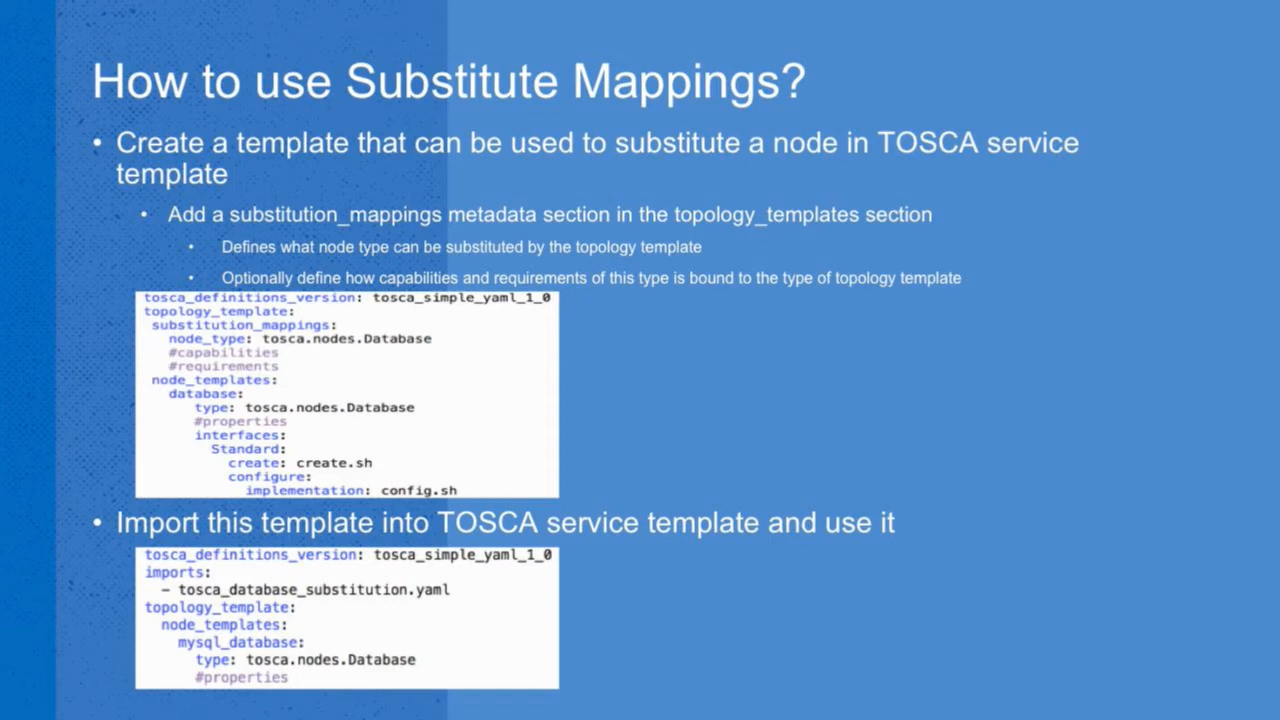 How to use Substitute Mappings?
• Create a template that can be used to substitute a node in TOSCA service
template
• Add a substitution_mappings metadata section in the topology_templates section
• Defines what node type can be substituted by the topology template
• Optionally define how capabilities and requirements of this type is bound to the type of topology template
tosca_definitions_version: tosca_simple_yaml_1_0
topology_template:
substitution_mappings:
node_type: tosca.nodes.Database
#capabilities
#requirements
node_templates:
database:
type: tosca.nodes.Database
#properties
interfaces:
Standard:
create: create.sh
configure:
implementation: config.sh
• Import this template into TOSCA service template and use it
tosca_definitions_version: tosca_simple_yaml_1_0
imports:
- tosca_database_substitution.yaml
topology_template:
node_templates:
mysql_database:
type: tosca.nodes.Database
#properties